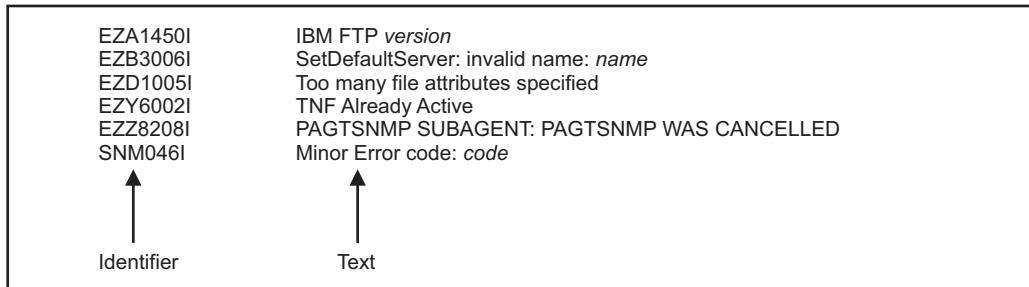 EZA1450I IBM FTP version
EZB3006I SetDefaultServer: invalid name: name
EZD1005I Too many file attributes specified
EZY6002I TNF Already Active
EZZ8208I PAGTSNMP SUBAGENT: PAGTSNMP WAS CANCELLED
SNM046I Minor Error code: code
Identifier Text